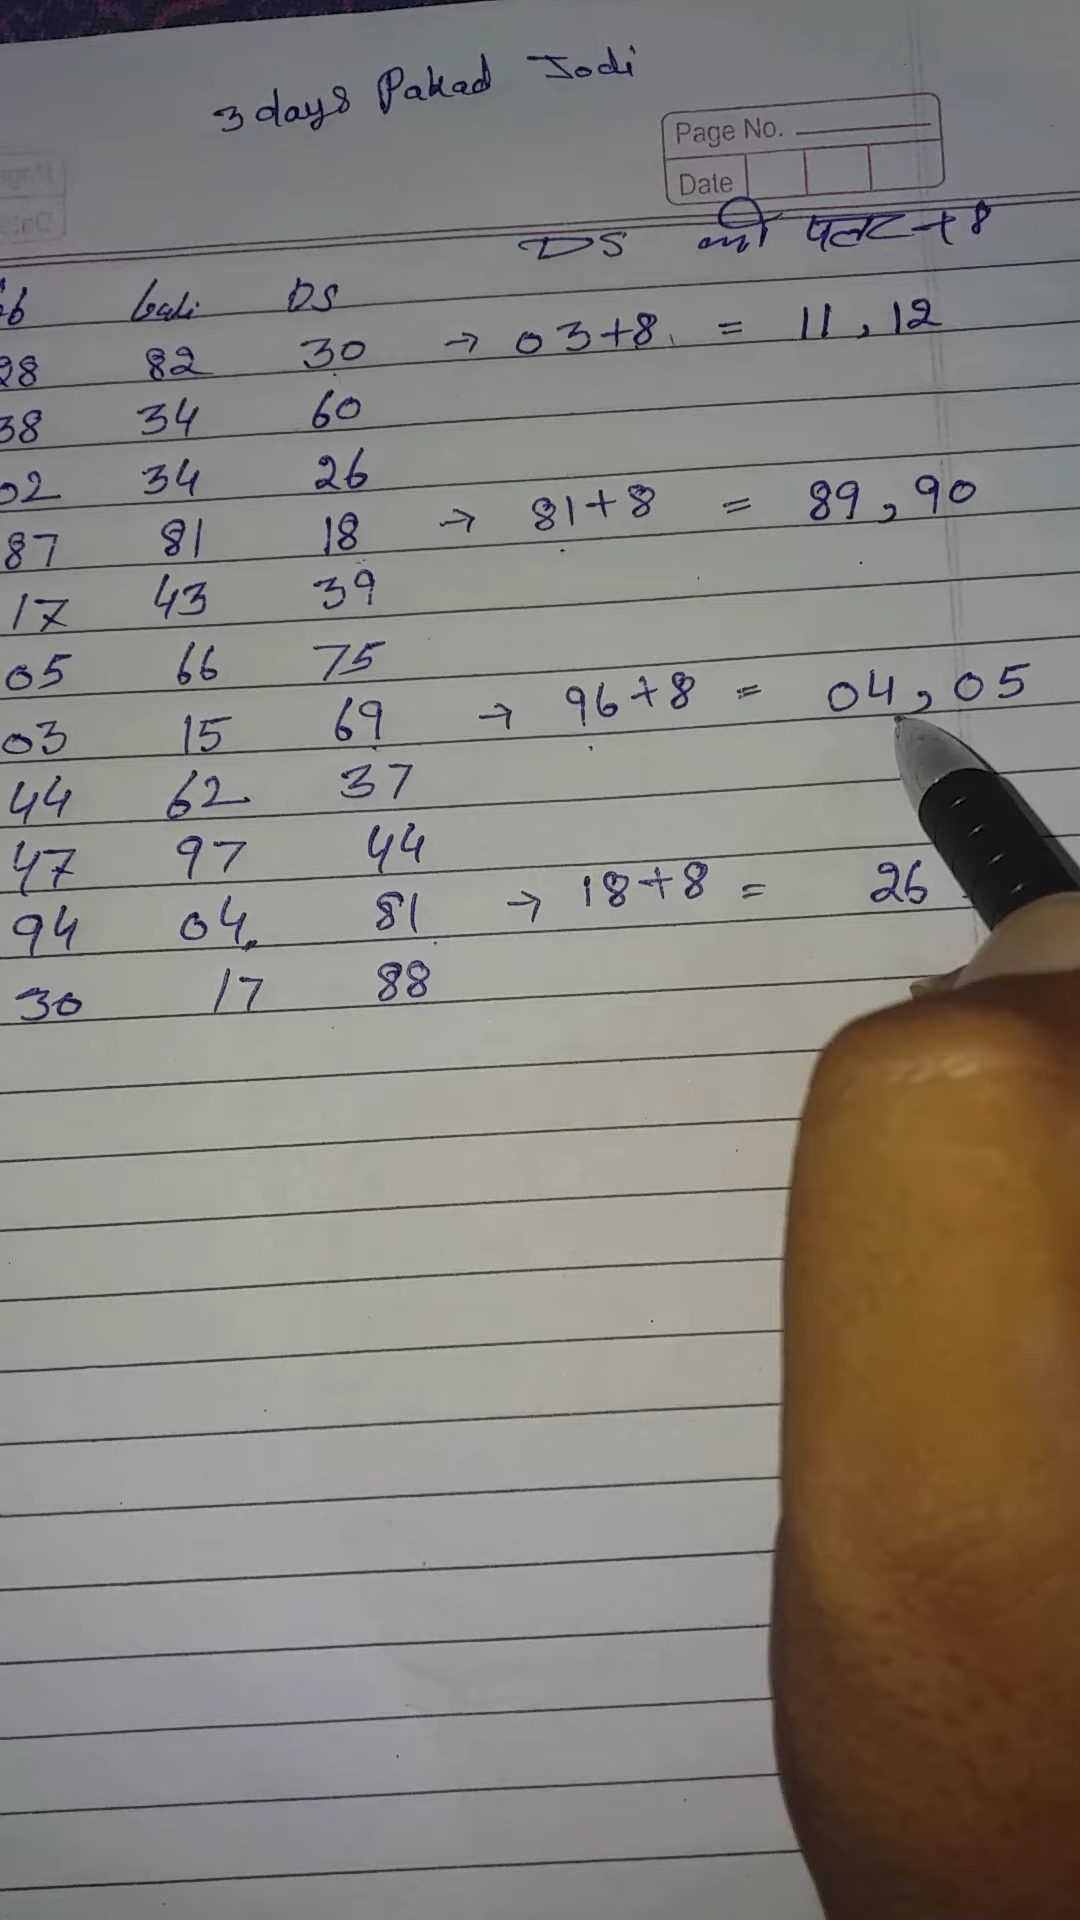 3 days Pakad Jodi
Page No.
Date
DS की पलट + 8
gali DS
28 82 30 → 03+8 = 11, 12
38 34 60
02 34 26
87 81 18 → 81+8 = 89, 90
17 43 39
05 66 75
03 15 69 → 96+8 = 04, 05
44 62 37
47 97 44
94 04 81 → 18+8 = 26
30 17 88